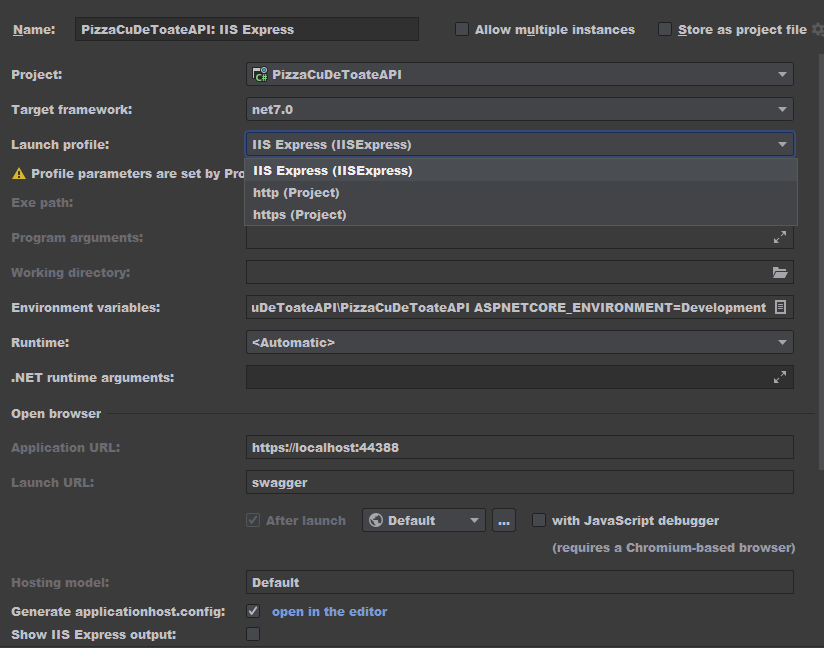 Name: PizzaCuDeToateAPI: IIS Express Allow multiple instances Store as project file
Project: C# PizzaCuDeToateAPI
Target framework: net7.0
Launch profile: IIS Express (IISExpress)
IIS Express (IISExpress)
Profile parameters are set by Pro
http (Project)
Exe path:
https (Project)
Program arguments:
Working directory:
Environment variables: uDeToateAPI\PizzaCuDeToateAPI ASPNETCORE_ENVIRONMENT=Development
Runtime: <Automatic>
.NET runtime arguments:
Open browser
Application URL: https://localhost:44388
Launch URL: swagger
After launch Default ... with JavaScript debugger
(requires a Chromium-based browser)
Hosting model: Default
Generate applicationhost.config: open in the editor
Show IIS Express output: